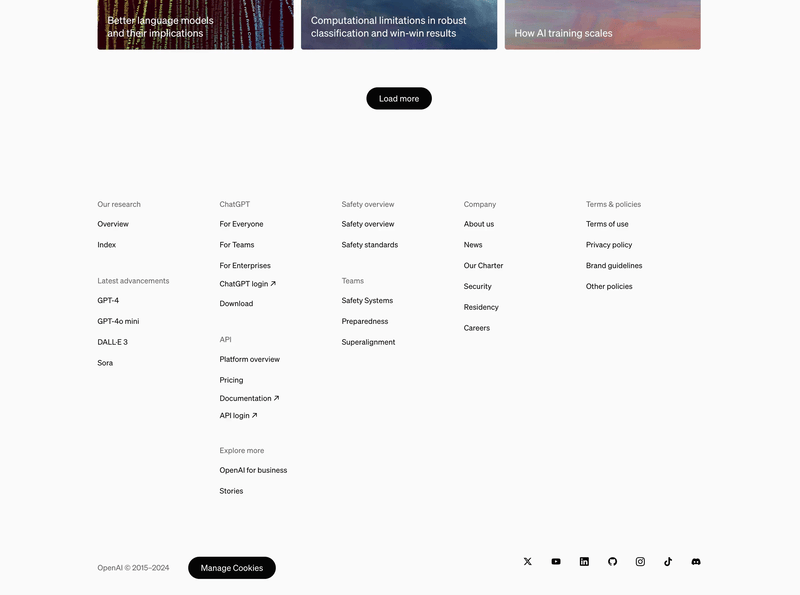 Better language models
and their implications
Computational limitations in robust
classification and win-win results
How AI training scales
Load more
Our research
Overview
Index
Latest advancements
GPT-4
GPT-4o mini
DALL·E 3
Sora
ChatGPT
For Everyone
For Teams
For Enterprises
ChatGPT login ↗
Download
API
Platform overview
Pricing
Documentation ↗
API login ↗
Explore more
OpenAI for business
Stories
Safety overview
Safety overview
Safety standards
Teams
Safety Systems
Preparedness
Superalignment
Company
About us
News
Our Charter
Security
Residency
Careers
Terms & policies
Terms of use
Privacy policy
Brand guidelines
Other policies
OpenAI © 2015–2024
Manage Cookies